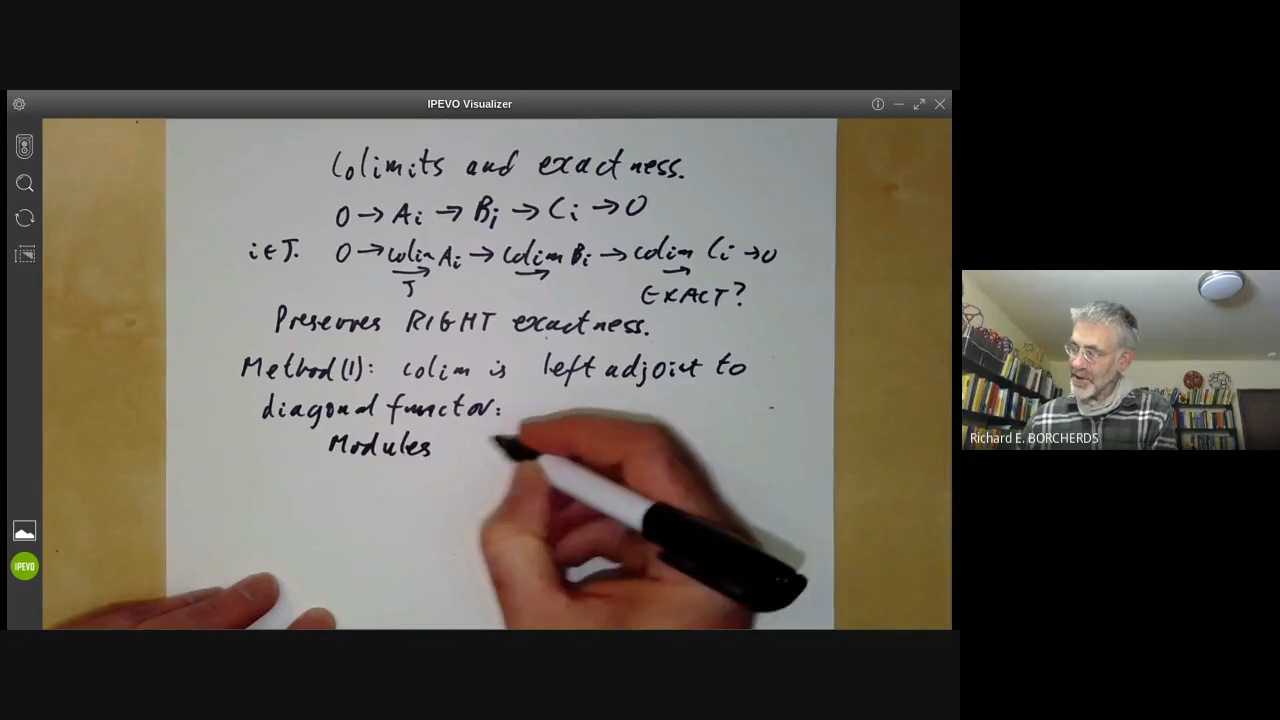 IPEVO Visualizer
Colimits and exactness.
0 → Ai → Bi → Ci → 0
i ∈ J. 0 → colim Ai → colim Bi → colim Ci → 0
J
EXACT?
Preserves RIGHT exactness.
Method (1): colim is left adjoict to
diagonal functor:
Modules
Richard E. BORCHERDS
IPEVO